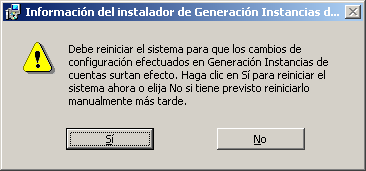 Información del instalador de Generación Instancias d...
Debe reiniciar el sistema para que los cambios de
configuración efectuados en Generación Instancias de
cuentas surtan efecto. Haga clic en Sí para reiniciar el
sistema ahora o elija No si tiene previsto reiniciarlo
manualmente más tarde.
Sí
No